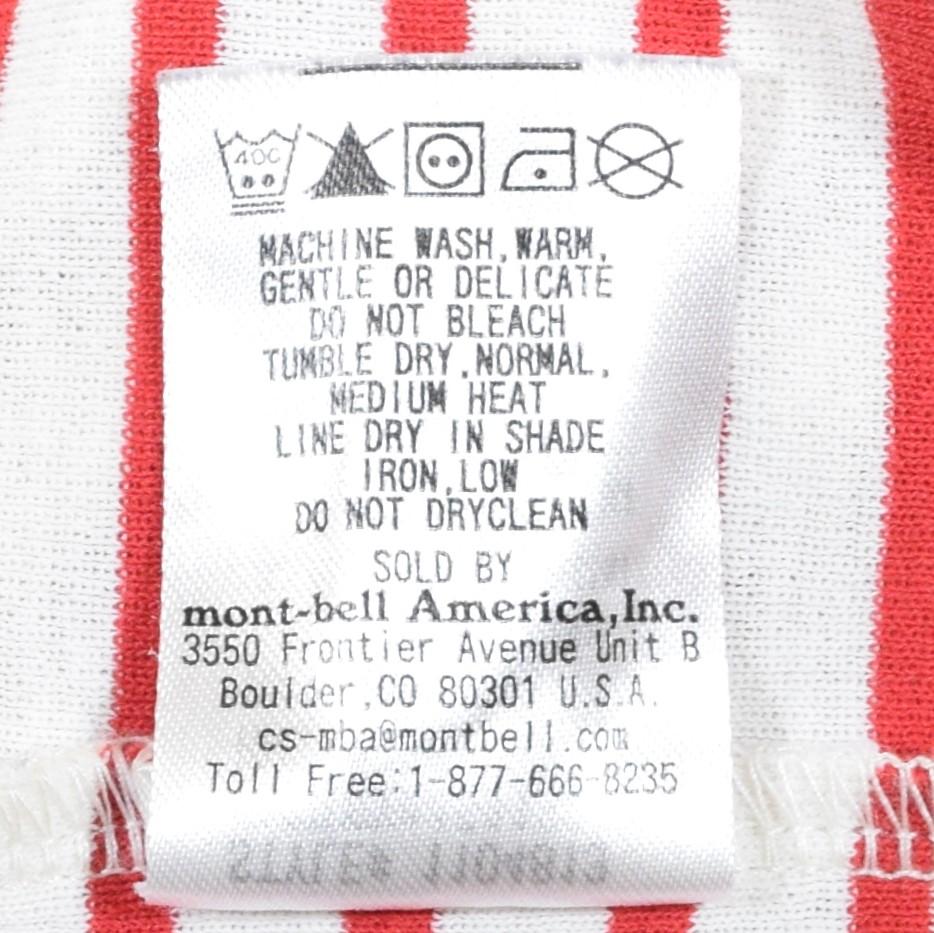 40C
MACHINE WASH,WARM,
GENTLE OR DELICATE
DO NOT BLEACH
TUMBLE DRY,NORMAL,
MEDIUM HEAT
LINE DRY IN SHADE
IRON,LOW
DO NOT DRYCLEAN
SOLD BY
mont-bell America,Inc.
3550 Frontier Avenue Unit B
Boulder,CO 80301 U.S.A.
cs-mba@montbell.com
Toll Free:1-877-666-8235